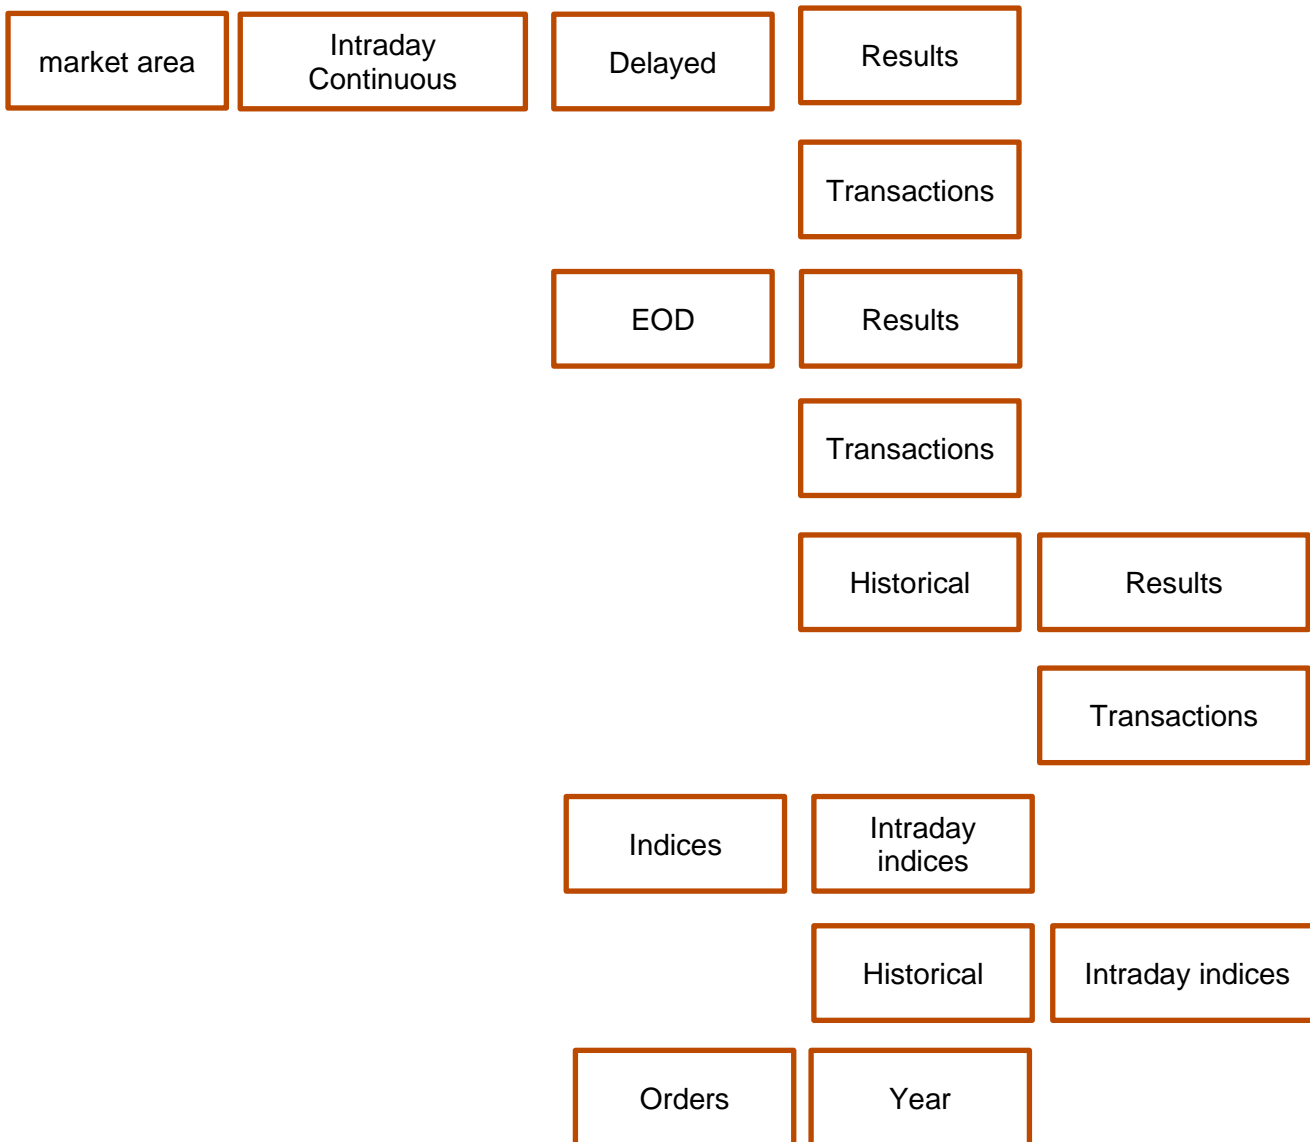 market area
Intraday
Continuous
Delayed
Results
Transactions
EOD
Results
Transactions
Historical
Results
Transactions
Indices
Intraday
indices
Historical
Intraday indices
Orders
Year